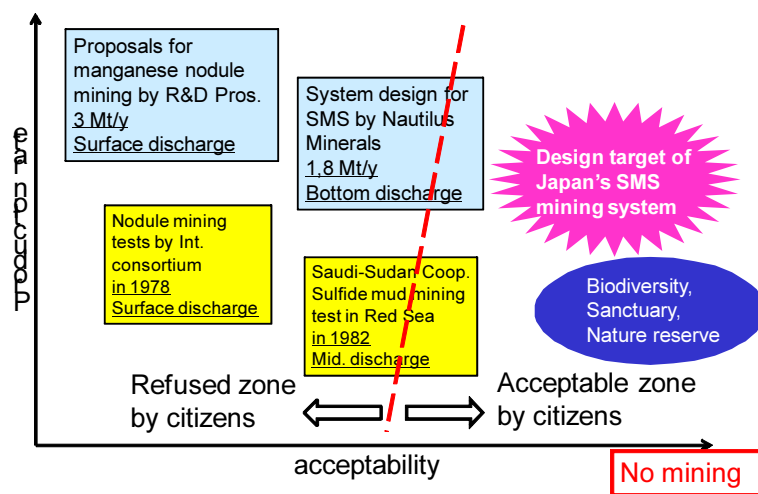 Production rate
Proposals for
manganese nodule
mining by R&D Pros.
3 Mt/y
Surface discharge
System design for
SMS by Nautilus
Minerals
1,8 Mt/y
Bottom discharge
Design target of
Japan's SMS
mining system
Nodule mining
tests by Int.
consortium
in 1978
Surface discharge
Saudi-Sudan Coop.
Sulfide mud mining
test in Red Sea
in 1982
Mid. discharge
Biodiversity,
Sanctuary,
Nature reserve
Refused zone
by citizens
Acceptable zone
by citizens
acceptability
No mining